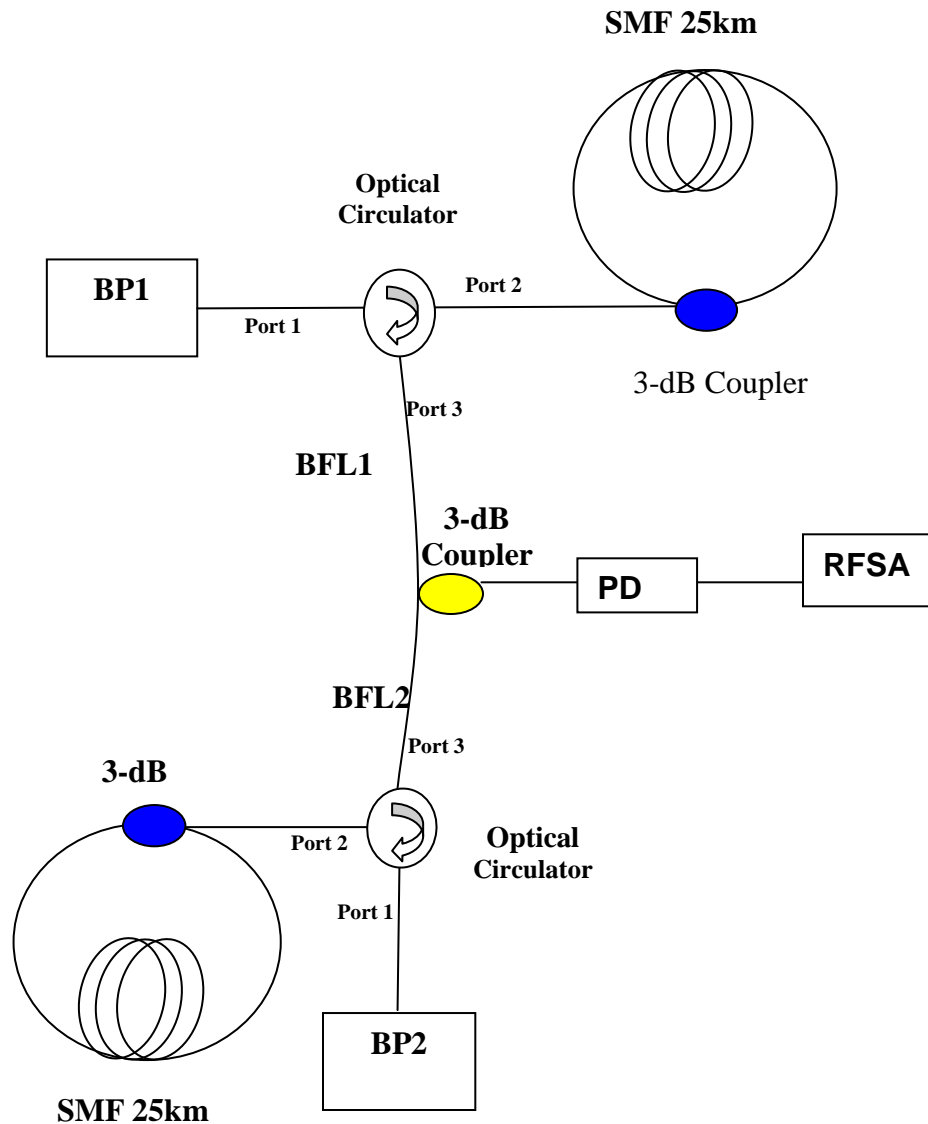 SMF 25km
Optical
Circulator
BP1
Port 2
Port 1
3-dB Coupler
Port 3
BFL1
3-dB
Coupler
PD
RFSA
BFL2
Port 3
3-dB
Port 2
Optical
Circulator
Port 1
BP2
SMF 25km